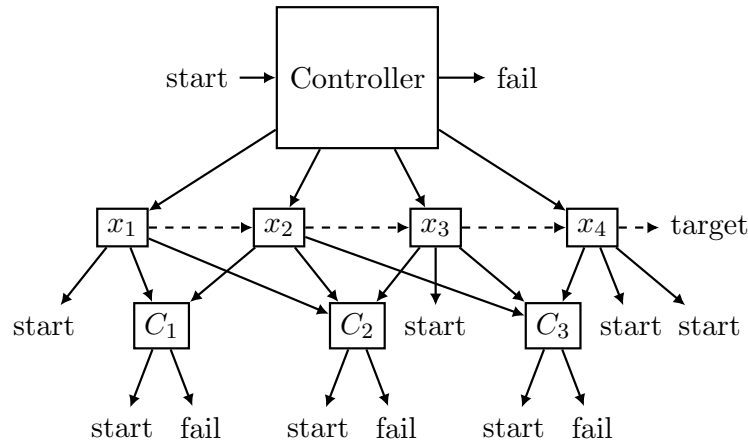 start Controller fail
x₁ x₂ x₃ x₄ target
start C₁ C₂ start C₃ start start
start fail start fail start fail